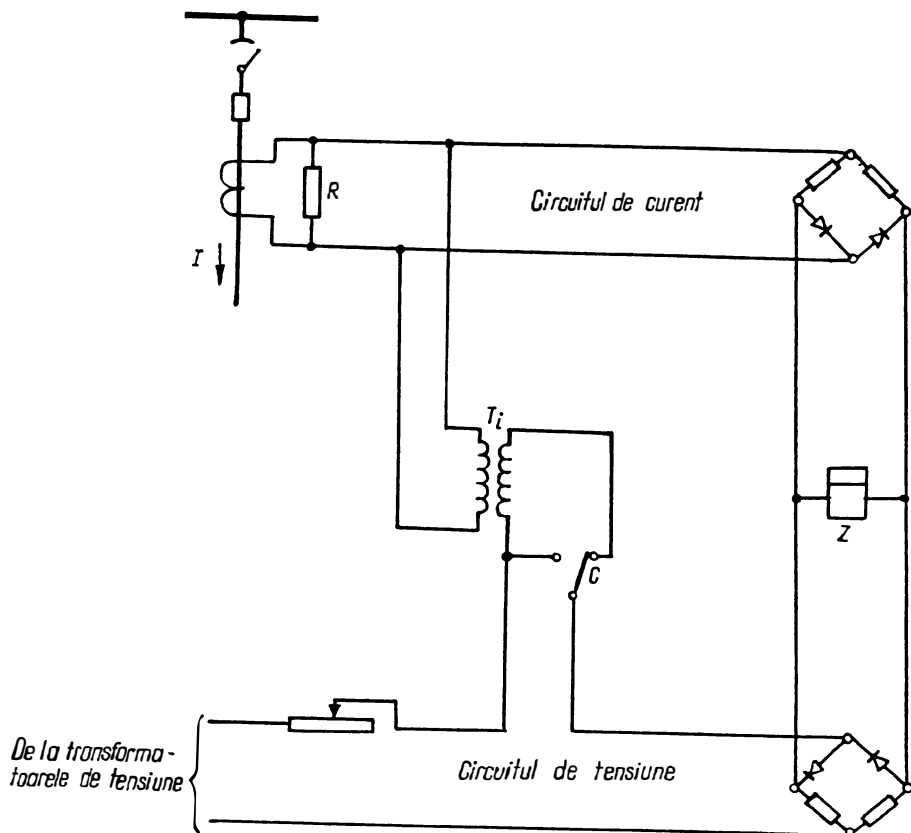 R
Circuitul de curent
I
Ti
Z
C
De la transforma-
toarele de tensiune
Circuitul de tensiune